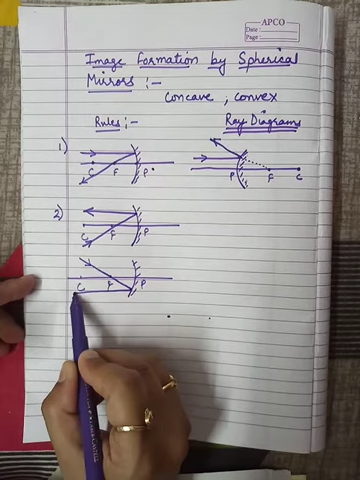 APCO
Date:
Page:
Image Formation by Spherical
Mirrors :-
Concave , convex
Rules :-
Ray Diagrams
1)
C F P
P F C
2)
C F P
C F P